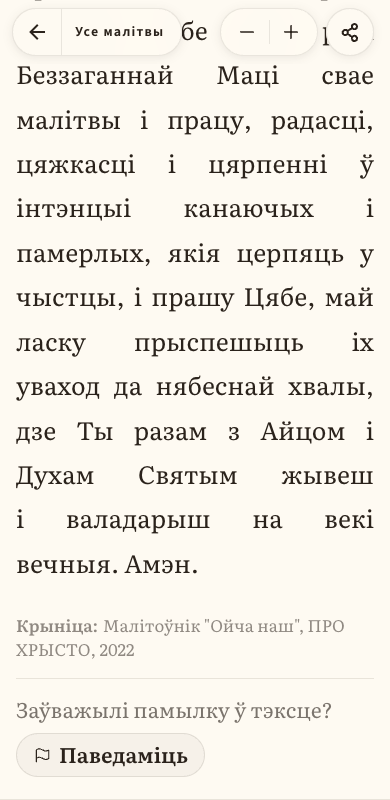 Усе малітвы
бе
Беззаганнай Маці свае
малітвы і працу, радасці,
цяжкасці і цярпенні ў
інтэнцыі канаючых і
памерлых, якія церпяць у
чыстцы, і прашу Цябе, май
ласку прыспешыць іх
уваход да нябеснай хвалы,
дзе Ты разам з Айцом і
Духам Святым жывеш
і валадарыш на векі
вечныя. Амэн.
Крыніца: Малітоўнік "Ойча наш", ПРО
ХРЫСТО, 2022
Заўважылі памылку ў тэксце?
Паведаміць